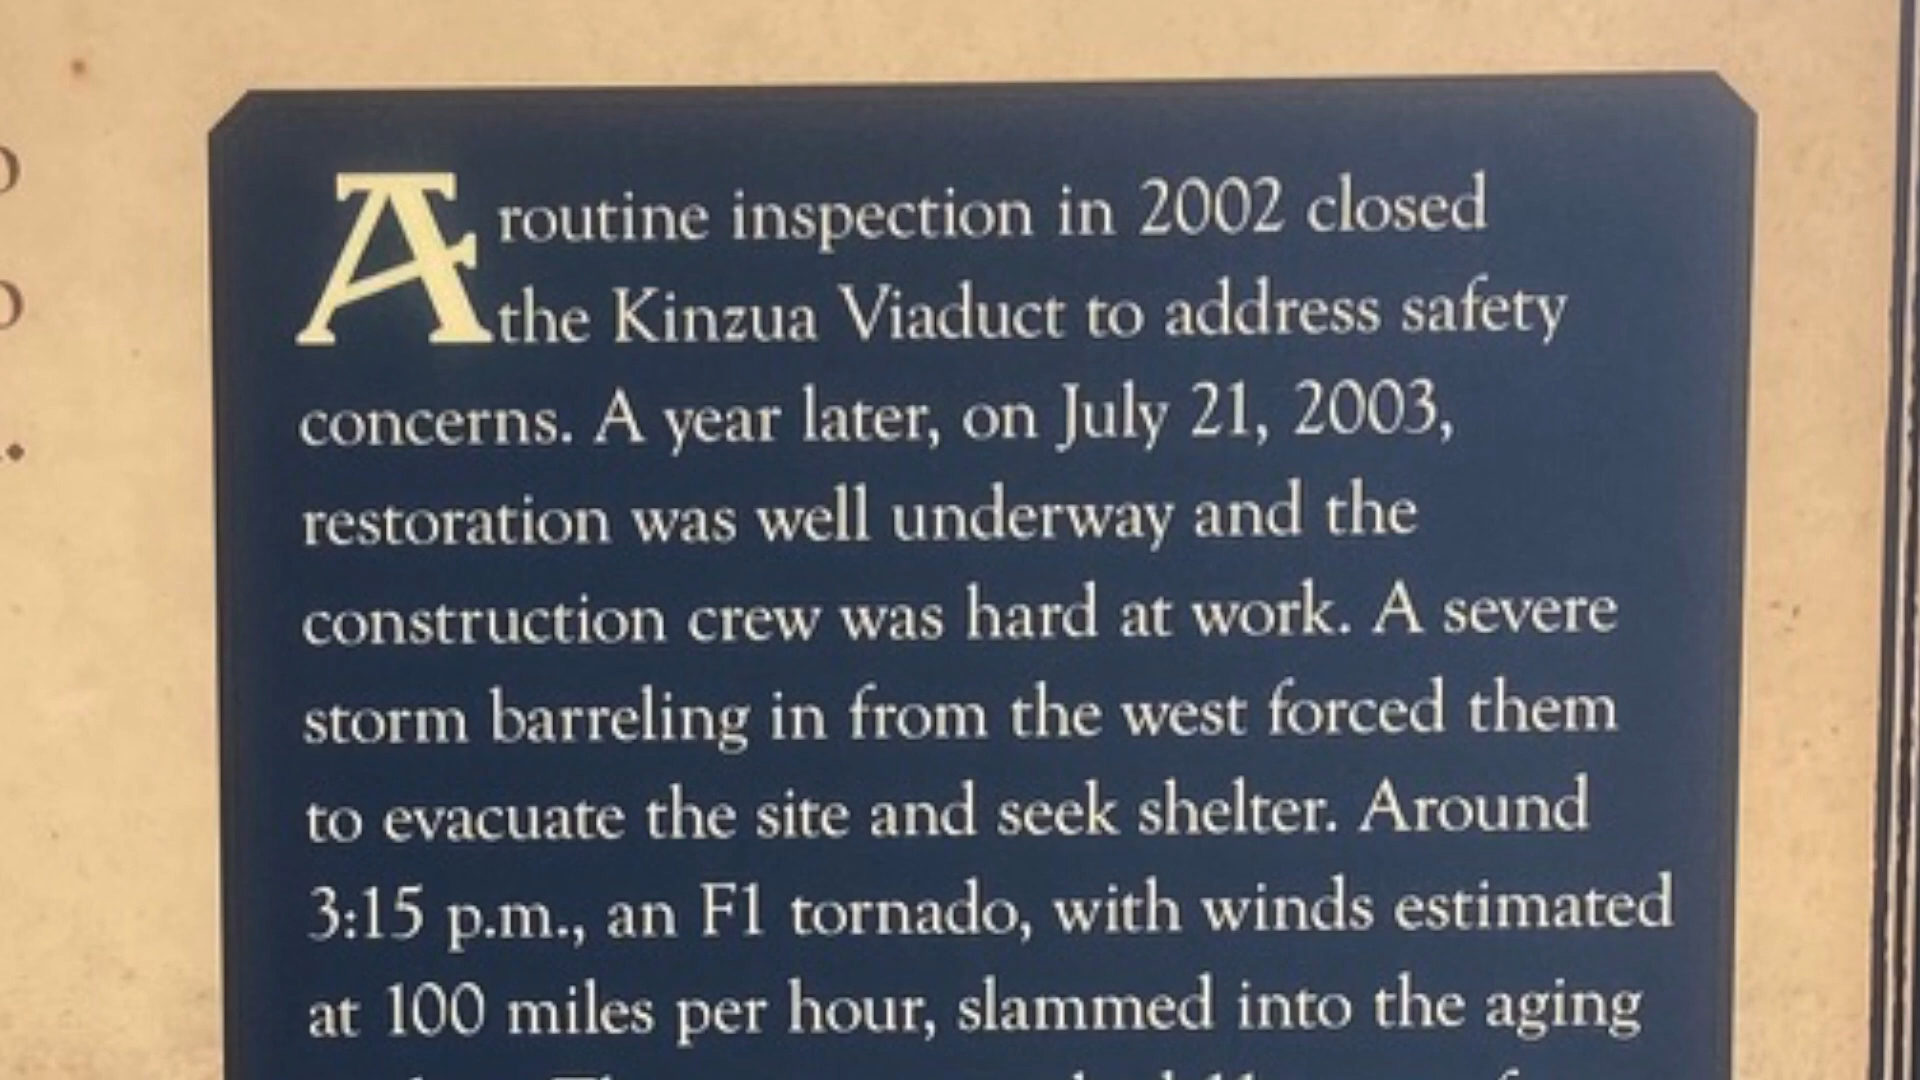 A routine inspection in 2002 closed
the Kinzua Viaduct to address safety
concerns. A year later, on July 21, 2003,
restoration was well underway and the
construction crew was hard at work. A severe
storm barreling in from the west forced them
to evacuate the site and seek shelter. Around
3:15 p.m., an F1 tornado, with winds estimated
at 100 miles per hour, slammed into the aging